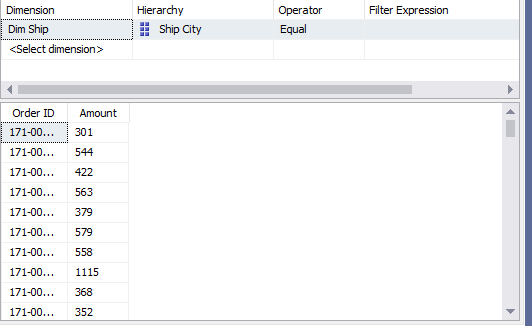 Dimension Hierarchy Operator Filter Expression
Dim Ship Ship City Equal
<Select dimension>
Order ID Amount
171-00... 301
171-00... 544
171-00... 422
171-00... 563
171-00... 379
171-00... 579
171-00... 558
171-00... 1115
171-00... 368
171-00... 352